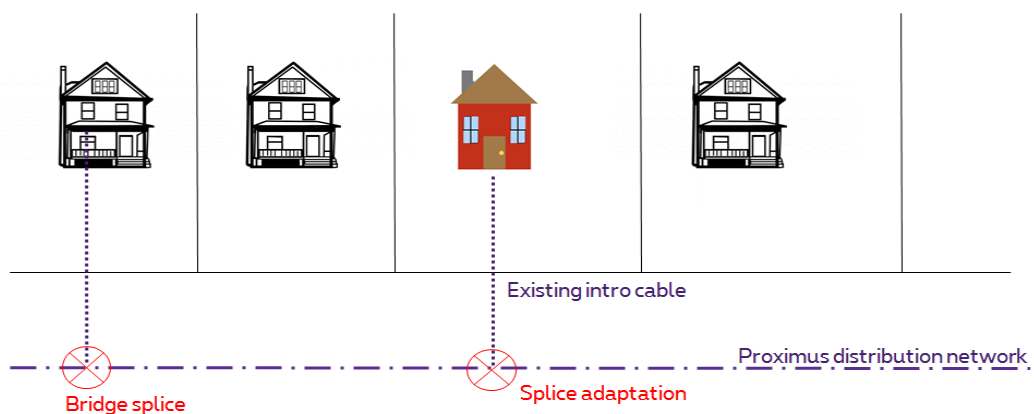 Existing intro cable
Proximus distribution network
Splice adaptation
Bridge splice